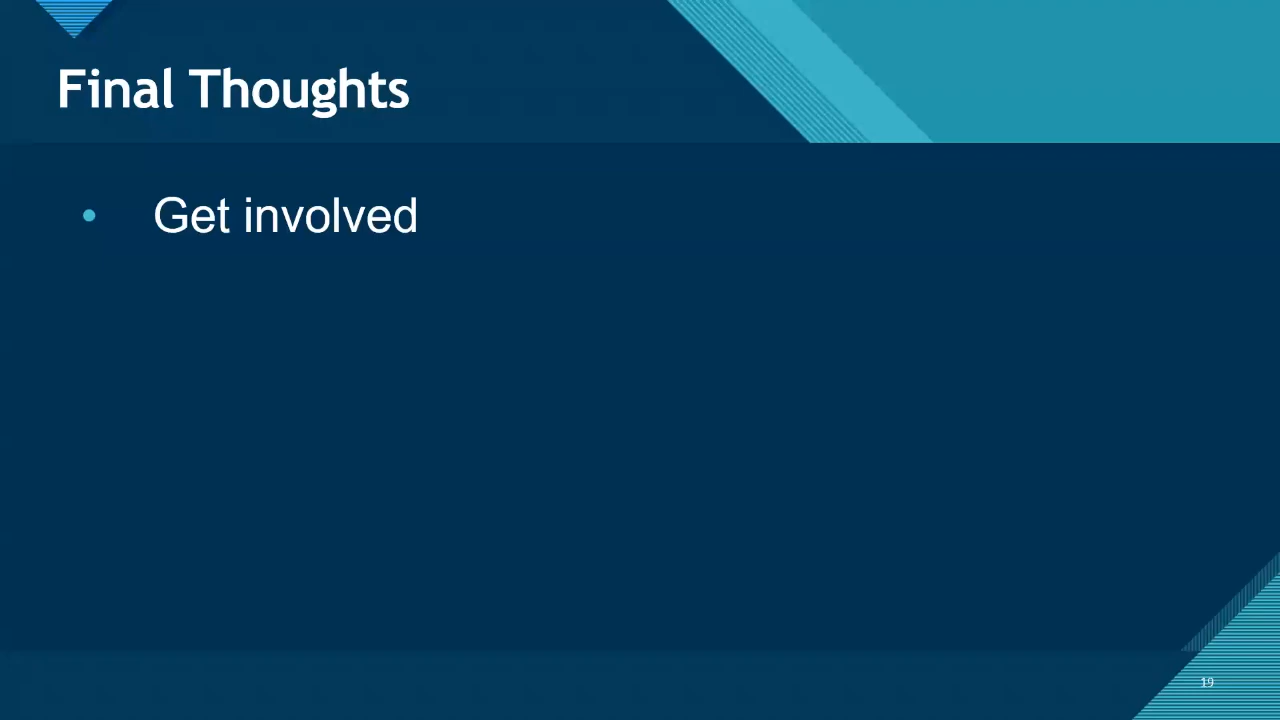 Final Thoughts
• Get involved
19